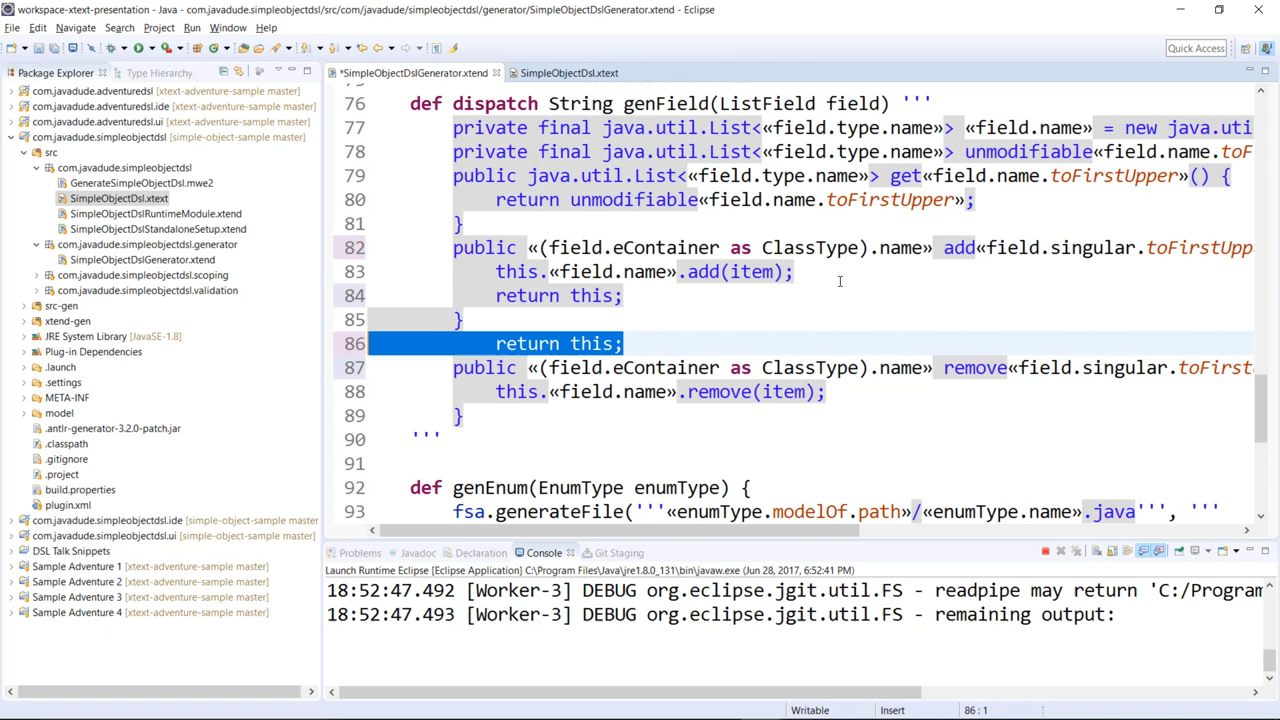 workspace-xtext-presentation - Java - com.javadude.simpleobjectdsl/src/com/javadude/simpleobjectdsl/generator/SimpleObjectDslGenerator.xtend - Eclipse
File Edit Navigate Search Project Run Window Help
Quick Access
Package Explorer Type Hierarchy
com.javadude.adventuredsl [xtext-adventure-sample master]
com.javadude.adventuredsl.ide [xtext-adventure-sample master]
com.javadude.adventuredsl.ui [xtext-adventure-sample master]
com.javadude.simpleobjectdsl [simple-object-sample master]
src
com.javadude.simpleobjectdsl
GenerateSimpleObjectDsl.mwe2
SimpleObjectDsl.xtext
SimpleObjectDslRuntimeModule.xtend
SimpleObjectDslStandaloneSetup.xtend
com.javadude.simpleobjectdsl.generator
SimpleObjectDslGenerator.xtend
com.javadude.simpleobjectdsl.scoping
com.javadude.simpleobjectdsl.validation
src-gen
xtend-gen
JRE System Library [JavaSE-1.8]
Plug-in Dependencies
.launch
.settings
META-INF
model
.antlr-generator-3.2.0-patch.jar
.classpath
.gitignore
.project
build.properties
plugin.xml
com.javadude.simpleobjectdsl.ide [simple-object-sample master]
com.javadude.simpleobjectdsl.ui [simple-object-sample master]
DSL Talk Snippets
Sample Adventure 1 [xtext-adventure-sample master]
Sample Adventure 2 [xtext-adventure-sample master]
Sample Adventure 3 [xtext-adventure-sample master]
Sample Adventure 4 [xtext-adventure-sample master]
*SimpleObjectDslGenerator.xtend SimpleObjectDsl.xtext
76 def dispatch String genField(ListField field) '''
77 private final java.util.List<«field.type.name»> «field.name» = new java.uti
78 private final java.util.List<«field.type.name»> unmodifiable«field.name.toF
79 public java.util.List<«field.type.name»> get«field.name.toFirstUpper»() {
80 return unmodifiable«field.name.toFirstUpper»;
81 }
82 public «(field.eContainer as ClassType).name» add«field.singular.toFirstUpp
83 this.«field.name».add(item);
84 return this;
85 }
86 return this;
87 public «(field.eContainer as ClassType).name» remove«field.singular.toFirst
88 this.«field.name».remove(item);
89 }
90 '''
91
92 def genEnum(EnumType enumType) {
93 fsa.generateFile('''«enumType.modelOf.path»/«enumType.name».java''', '''
Problems Javadoc Declaration Console Git Staging
Launch Runtime Eclipse [Eclipse Application] C:\Program Files\Java\jre1.8.0_131\bin\javaw.exe (Jun 28, 2017, 6:52:41 PM)
18:52:47.492 [Worker-3] DEBUG org.eclipse.jgit.util.FS - readpipe may return 'C:/Program
18:52:47.493 [Worker-3] DEBUG org.eclipse.jgit.util.FS - remaining output:
Writable Insert 86 : 1